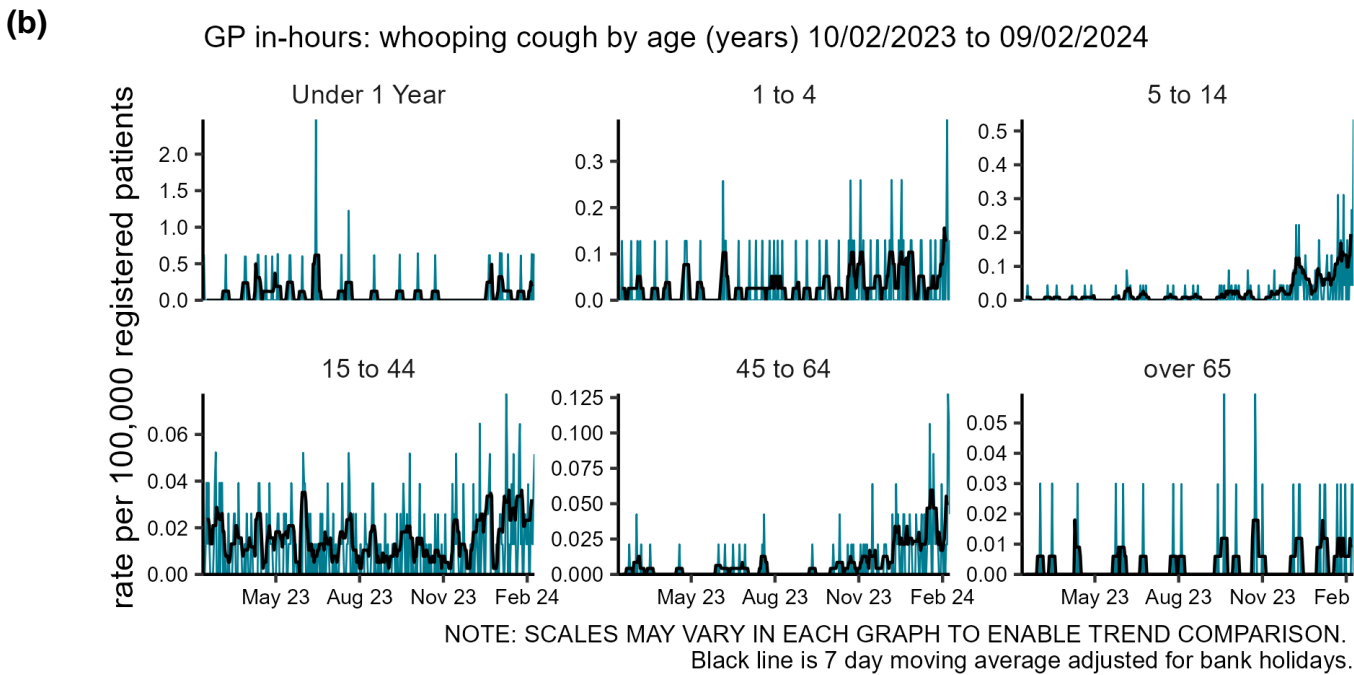 (b)
GP in-hours: whooping cough by age (years) 10/02/2023 to 09/02/2024
rate per 100,000 registered patients
Under 1 Year
2.0
1.5
1.0
0.5
0.0
1 to 4
0.3
0.2
0.1
0.0
5 to 14
0.5
0.4
0.3
0.2
0.1
0.0
15 to 44
0.06
0.04
0.02
0.00
May 23 Aug 23 Nov 23 Feb 24
45 to 64
0.125
0.100
0.075
0.050
0.025
0.000
May 23 Aug 23 Nov 23 Feb 24
over 65
0.05
0.04
0.03
0.02
0.01
0.00
May 23 Aug 23 Nov 23 Feb
NOTE: SCALES MAY VARY IN EACH GRAPH TO ENABLE TREND COMPARISON.
Black line is 7 day moving average adjusted for bank holidays.